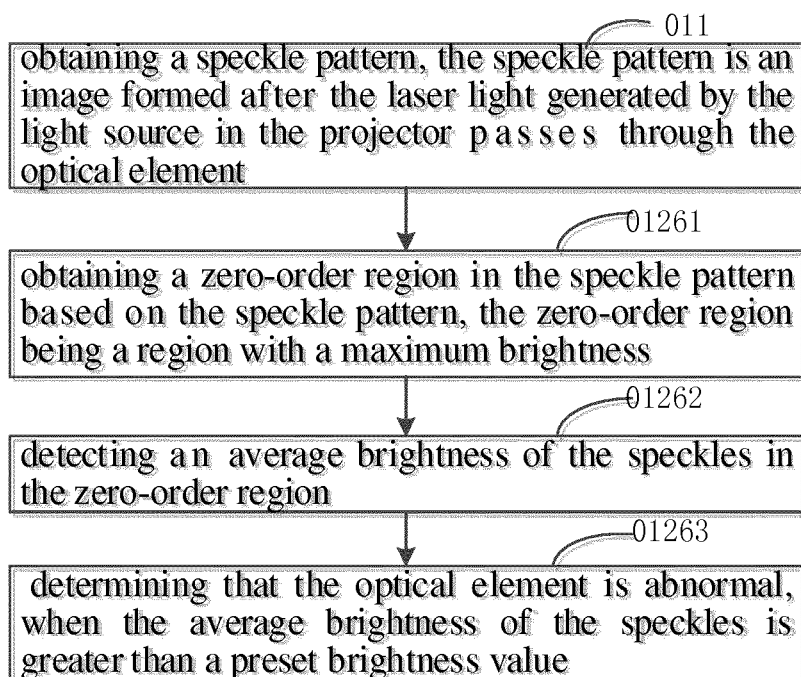 011
obtaining a speckle pattern, the speckle pattern is an
image formed after the laser light generated by the
light source in the projector passes through the
optical element
01261
obtaining a zero-order region in the speckle pattern
based on the speckle pattern, the zero-order region
being a region with a maximum brightness
01262
detecting an average brightness of the speckles in
the zero-order region
01263
determining that the optical element is abnormal,
when the average brightness of the speckles is
greater than a preset brightness value